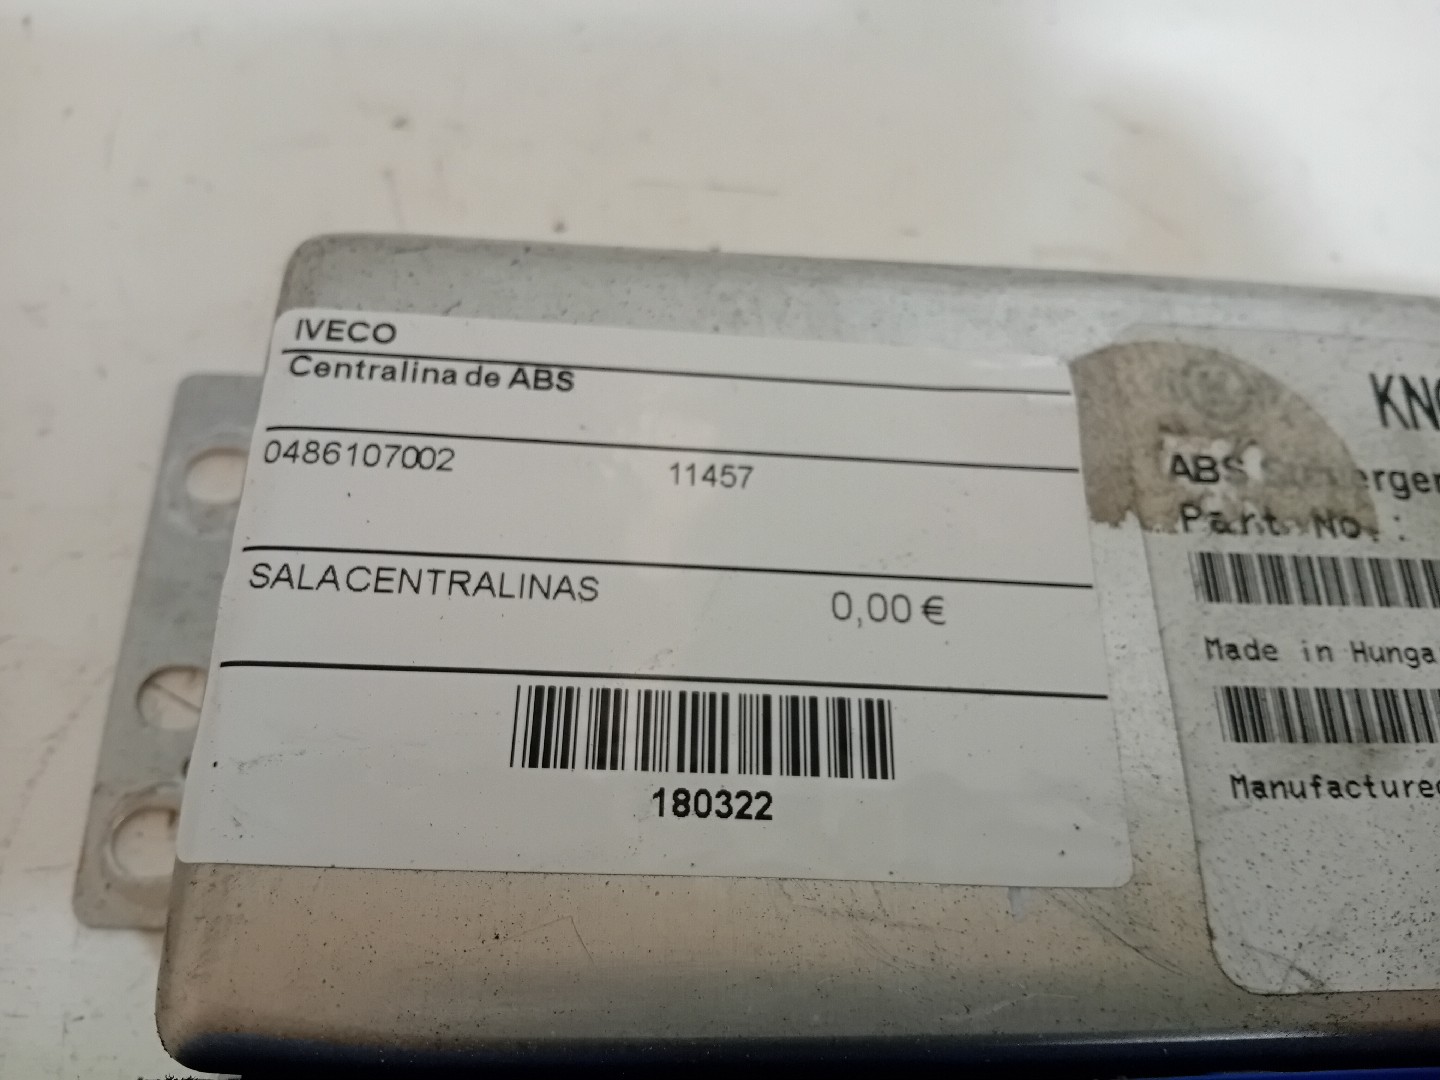 IVECO
Centralina de ABS
0486107002 11457
SALACENTRALINAS 0,00 €
180322
KN
ABS
Part No.:
Made in Hunga
Manufacture